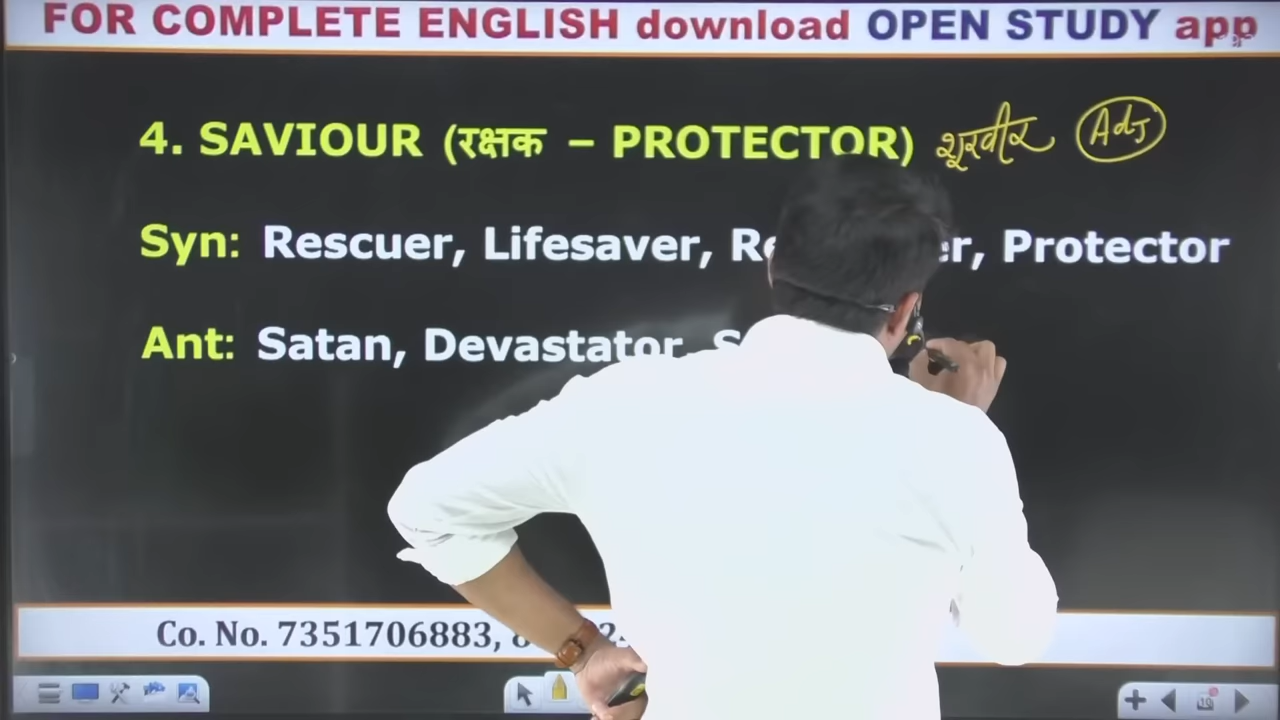 FOR COMPLETE ENGLISH download OPEN STUDY app
4. SAVIOUR (रक्षक – PROTECTOR) शूरवीर Adj
Syn: Rescuer, Lifesaver, Protector
Ant: Satan, Devastator,
Co. No. 7351706883,